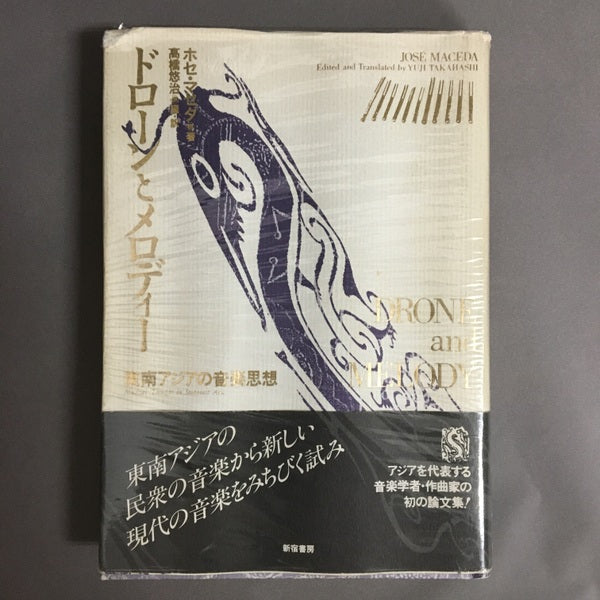 JOSÉ MACEDA
Edited and Translated by YUJI TAKAHASHI
ホセ・マセダ 著
高橋悠治
ドローンとメロディー
DRONE
and
MELODY
東南アジアの音楽思想
東南アジアの
民衆の音楽から新しい
現代の音楽をみちびく試み
アジアを代表する
音楽学者・作曲家の
初の論文集!
新宿書房